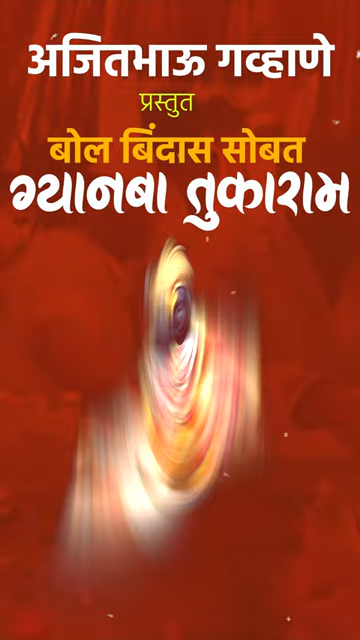 अजितभाऊ गव्हाणे
प्रस्तुत
बोल बिंदास सोबत
ग्यानबा तुकाराम